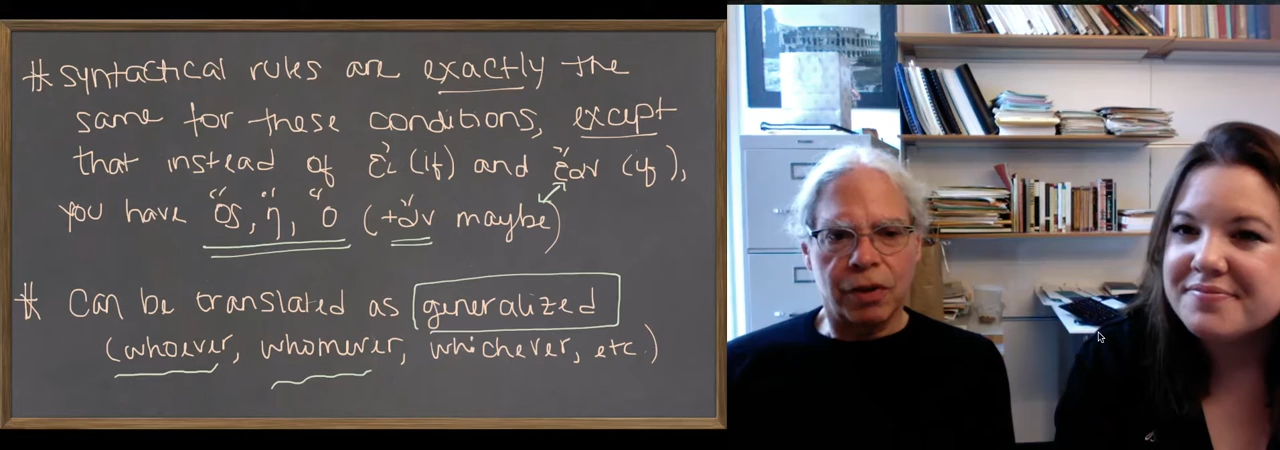 * syntactical rules are exactly the
same for these conditions, except
that instead of εἰ (if) and ἐὰν (if),
you have ὅς, ἥ, ὅ (+ἄν maybe)
* Can be translated as generalized
(whoever, whomever, whichever, etc.)